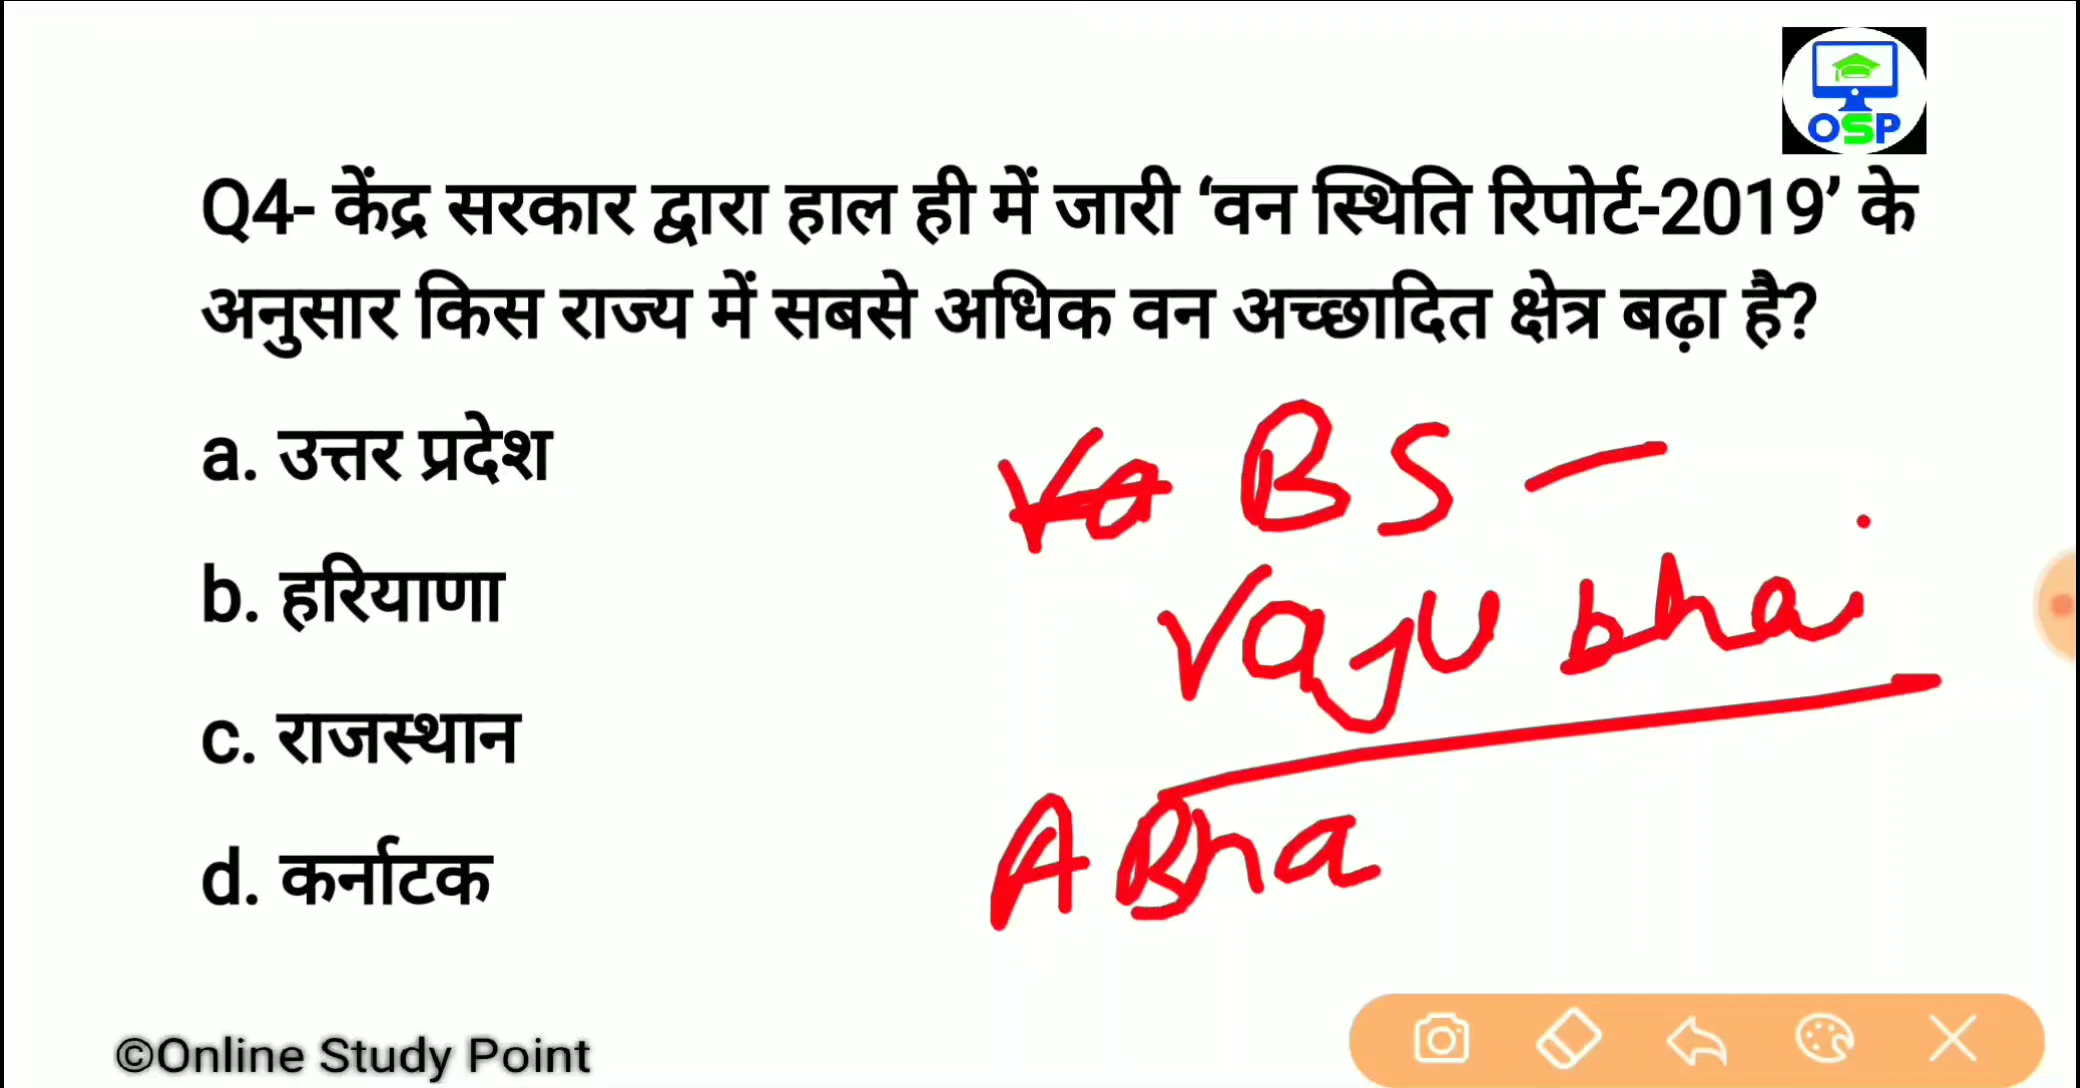 OSP
Q4- केंद्र सरकार द्वारा हाल ही में जारी ‘वन स्थिति रिपोर्ट-2019’ के
अनुसार किस राज्य में सबसे अधिक वन अच्छादित क्षेत्र बढ़ा है?
a. उत्तर प्रदेश
b. हरियाणा
c. राजस्थान
d. कर्नाटक
BS –
Vaju bhai
ABha
©Online Study Point